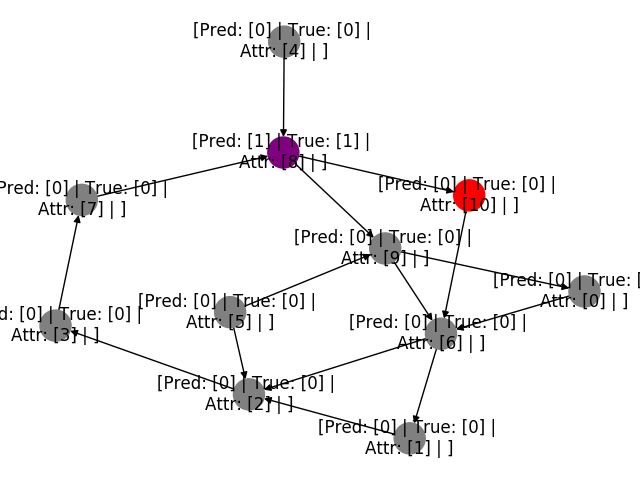 [Pred: [0] | True: [0] |
Attr: [4] | ]
[Pred: [1] | True: [1] |
Attr: [8] | ]
Pred: [0] | True: [0] |
Attr: [7] | ]
[Pred: [0] | True: [0] |
Attr: [10] | ]
[Pred: [0] | True: [0] |
Attr: [9] | ]
[Pred: [0] | True: [
Attr: [0] | ]
d: [0] | True: [0] |
Attr: [3] | ]
[Pred: [0] | True: [0] |
Attr: [5] | ]
[Pred: [0] | True: [0] |
Attr: [6] | ]
[Pred: [0] | True: [0] |
Attr: [2] | ]
[Pred: [0] | True: [0] |
Attr: [1] | ]